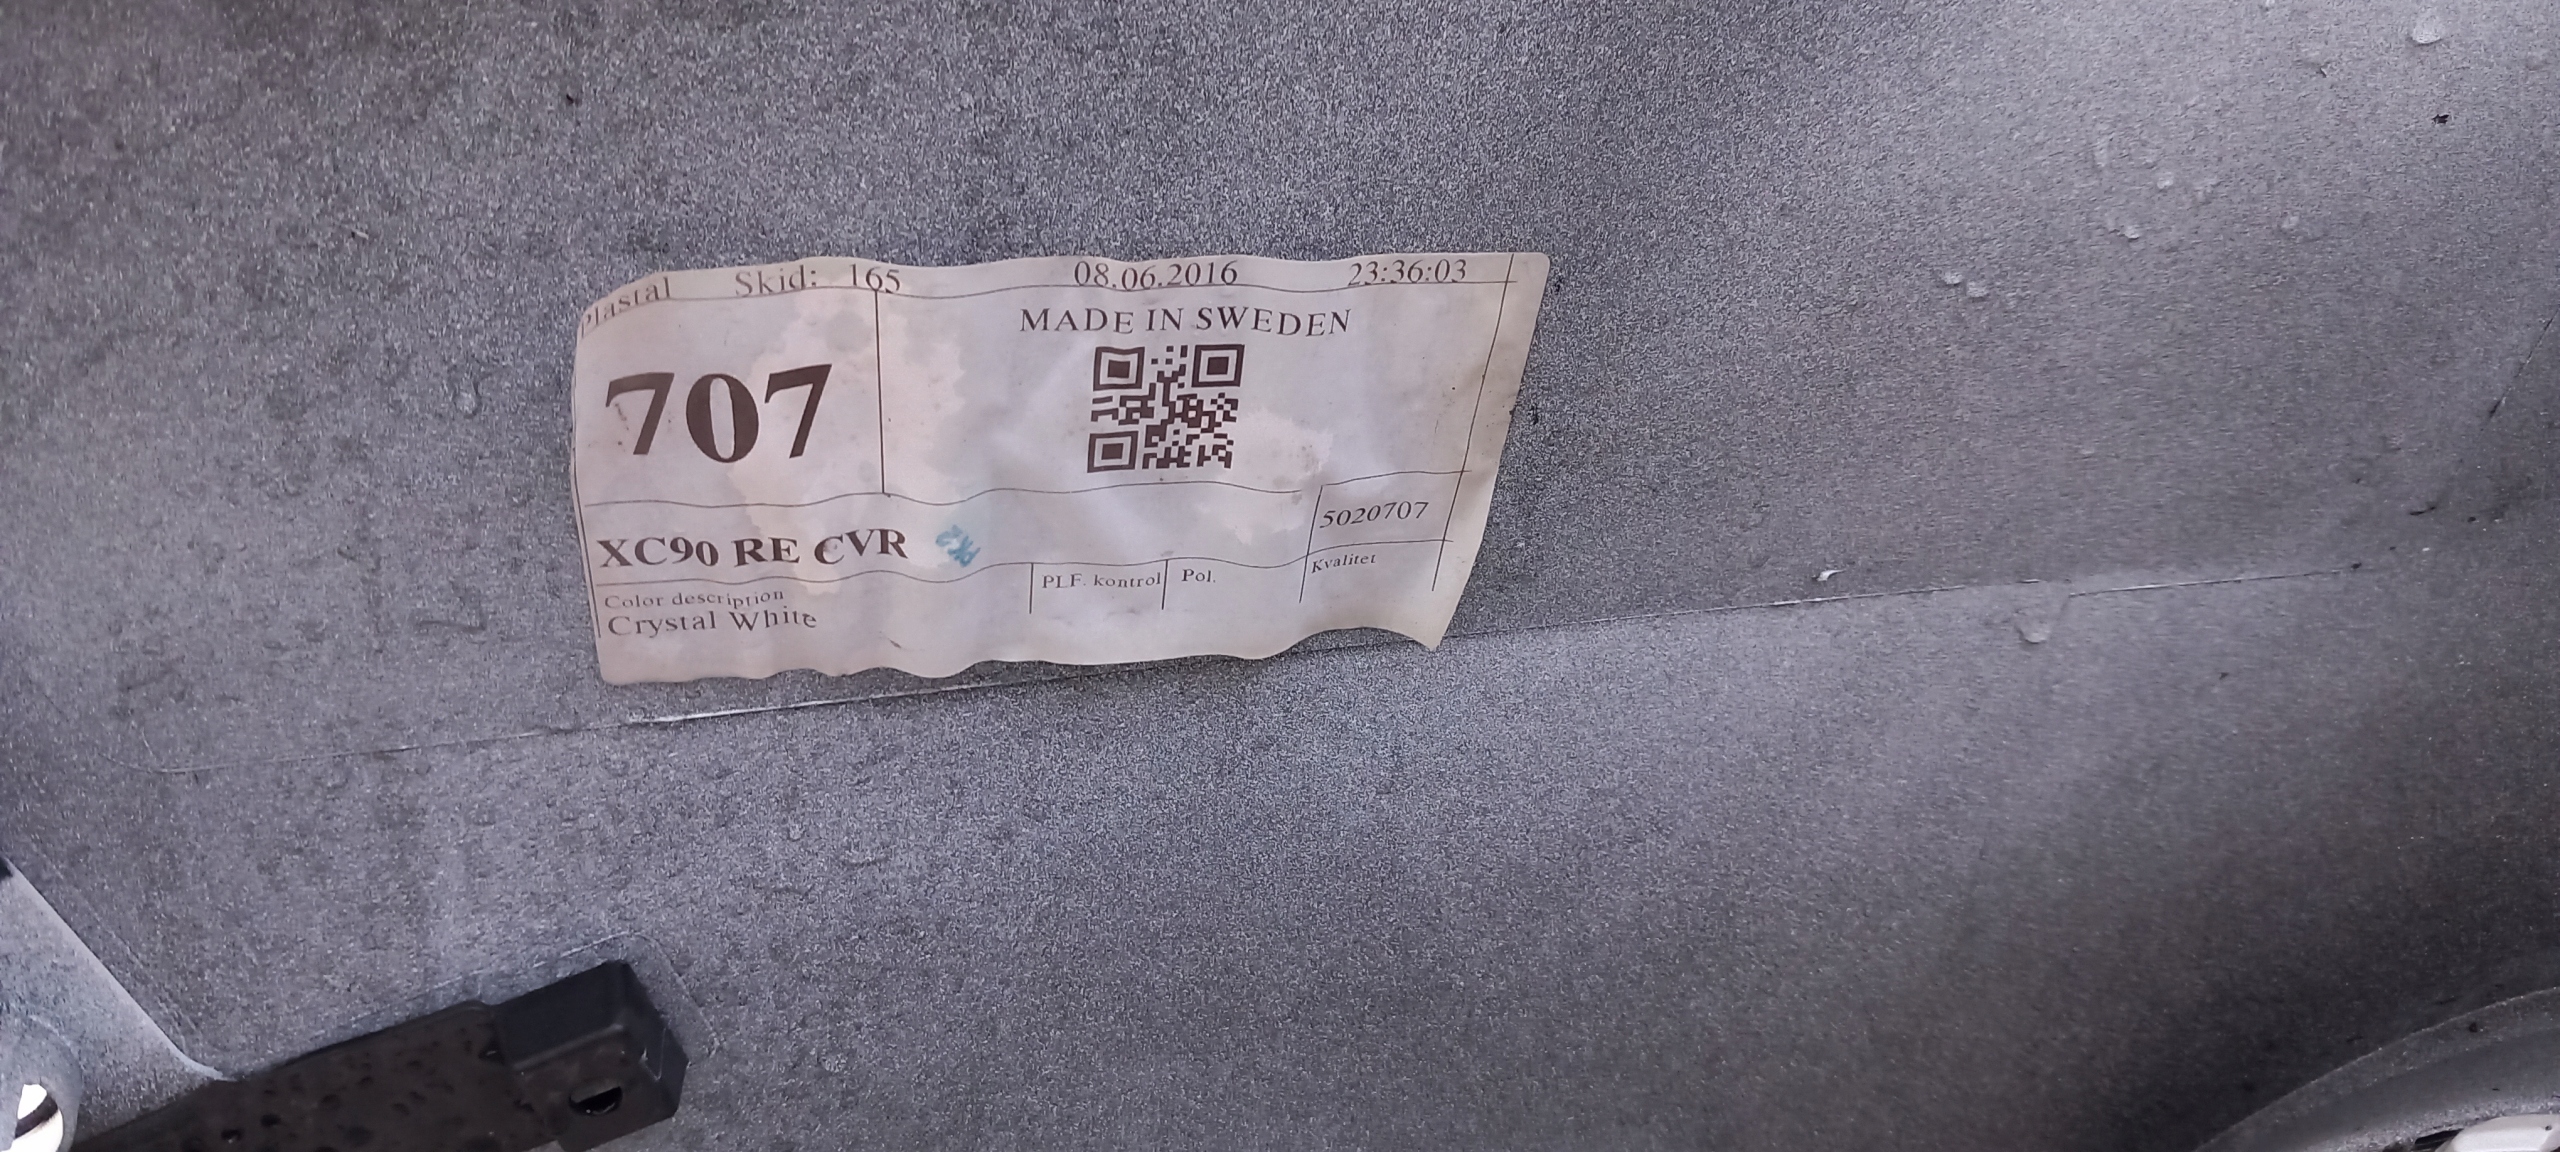 Plastal Skid: 165 08.06.2016 23:36:03
MADE IN SWEDEN
707
5020707
XC90 RE CVR
PLF. kontrol Pol. Kvalitet
Color description
Crystal White